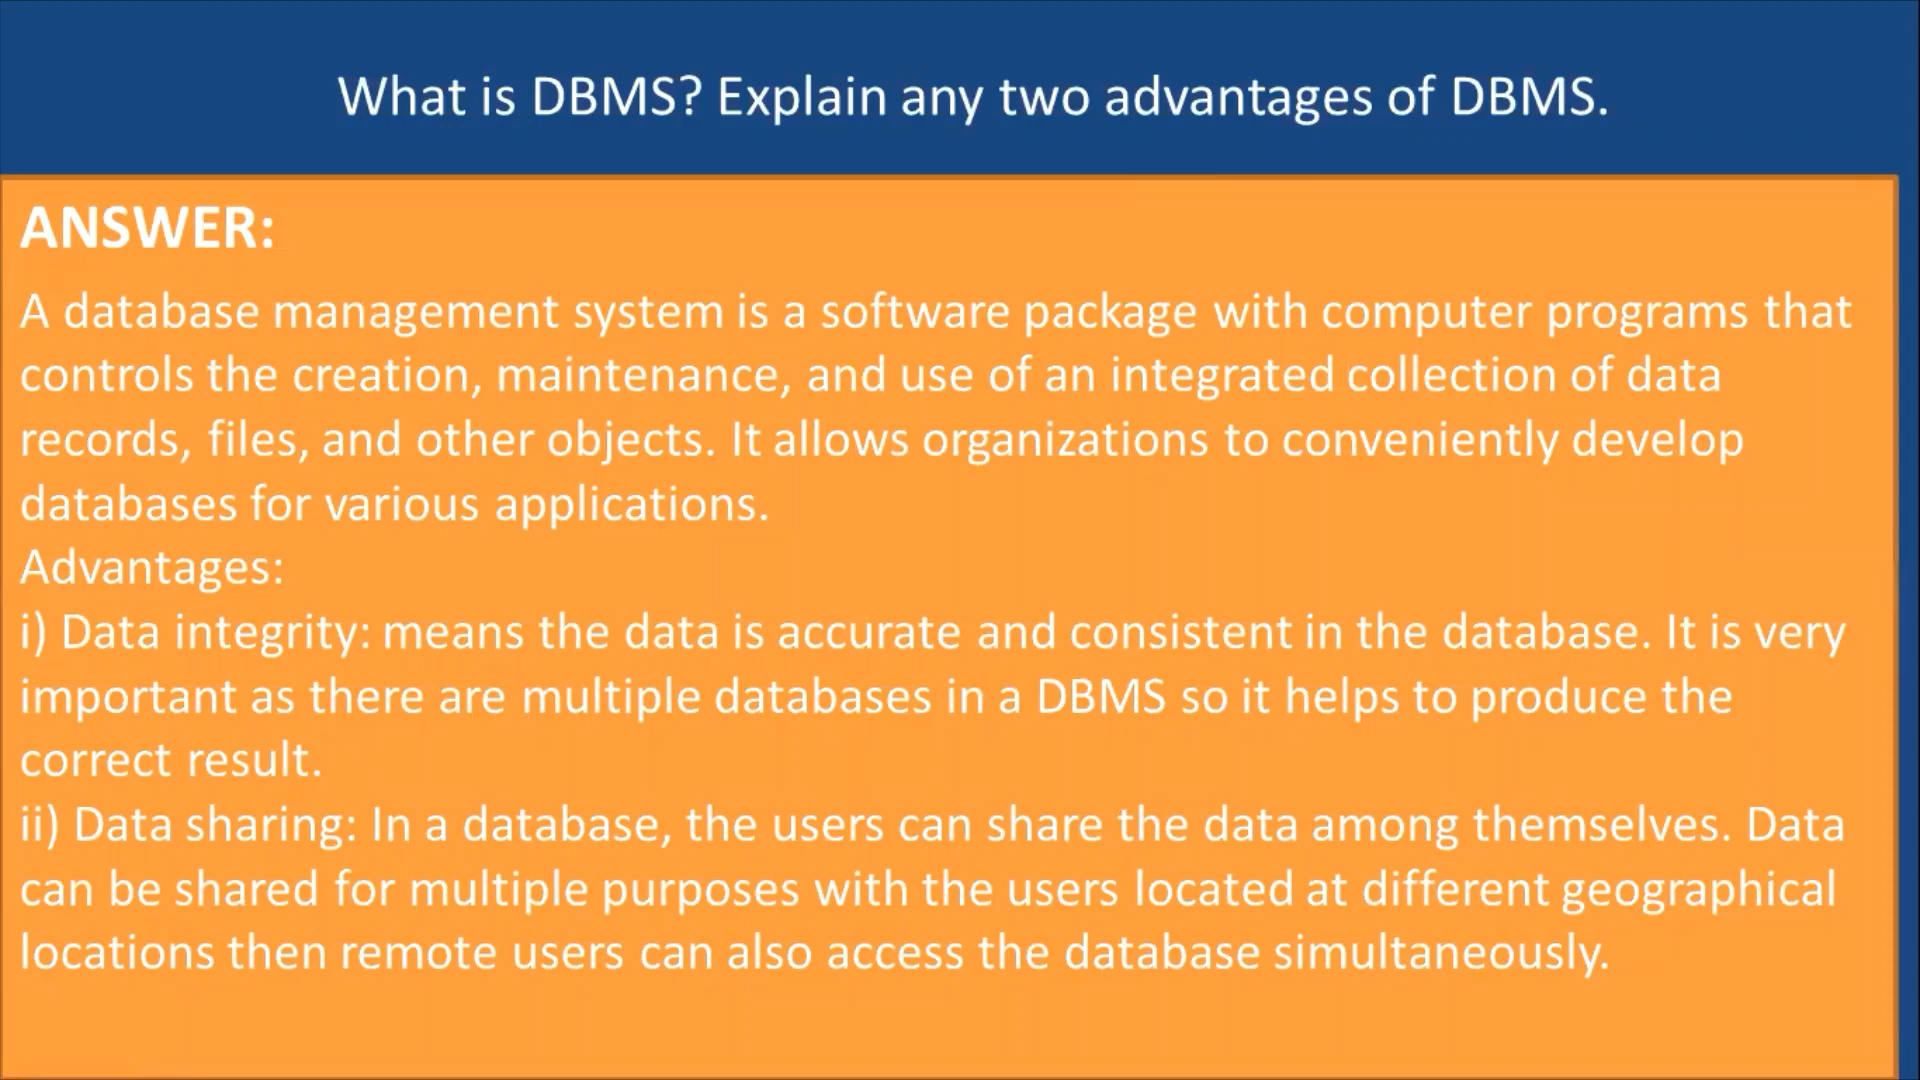 What is DBMS? Explain any two advantages of DBMS.
ANSWER:
A database management system is a software package with computer programs that
controls the creation, maintenance, and use of an integrated collection of data
records, files, and other objects. It allows organizations to conveniently develop
databases for various applications.
Advantages:
i) Data integrity: means the data is accurate and consistent in the database. It is very
important as there are multiple databases in a DBMS so it helps to produce the
correct result.
ii) Data sharing: In a database, the users can share the data among themselves. Data
can be shared for multiple purposes with the users located at different geographical
locations then remote users can also access the database simultaneously.